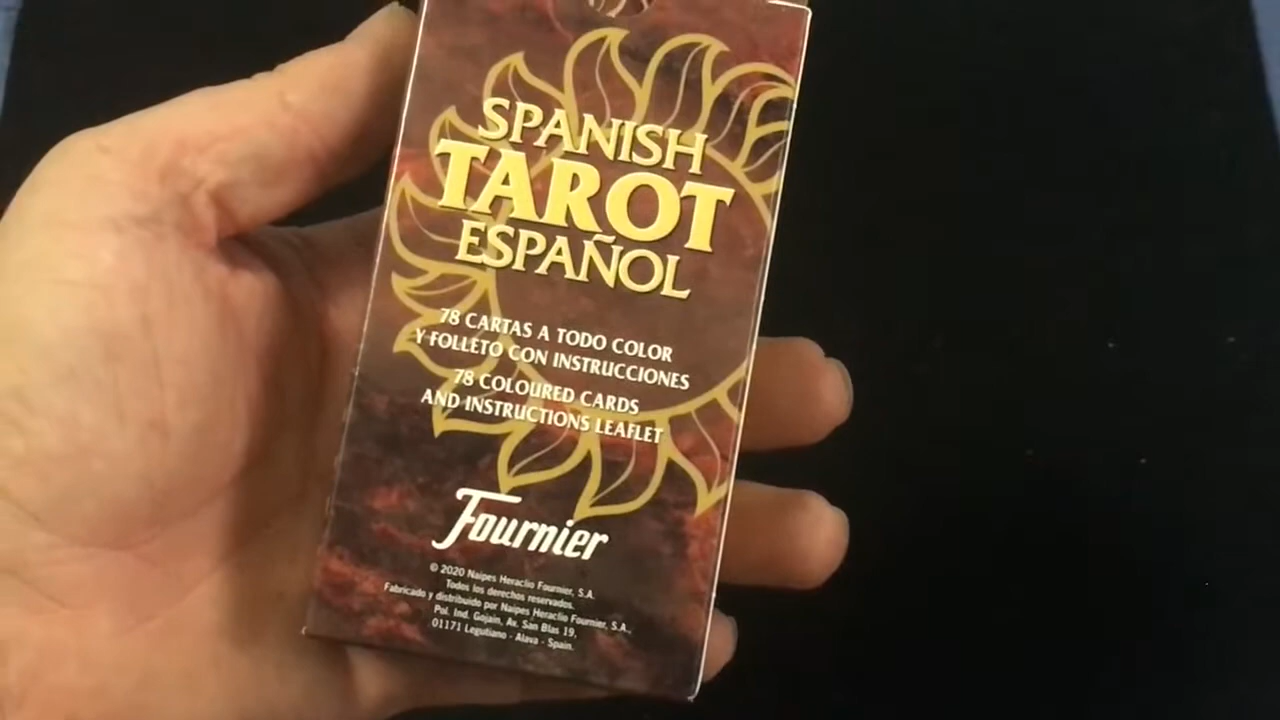 SPANISH
TAROT
ESPAÑOL
78 CARTAS A TODO COLOR
Y FOLLETO CON INSTRUCCIONES
78 COLOURED CARDS
AND INSTRUCTIONS LEAFLET
Fournier
© 2020 Naipes Heraclio Fournier, S.A.
Todos los derechos reservados.
Fabricado y distribuido por Naipes Heraclio Fournier, S.A.,
Pol. Ind. Gojain, Av. San Blas 19,
01171 Legutiano - Alava - Spain.